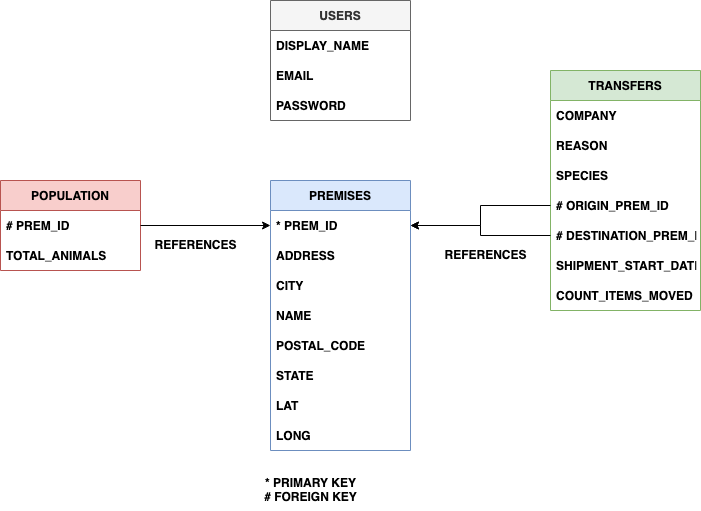 USERS
DISPLAY_NAME
EMAIL
PASSWORD
TRANSFERS
COMPANY
REASON
SPECIES
# ORIGIN_PREM_ID
# DESTINATION_PREM_I
SHIPMENT_START_DAT
COUNT_ITEMS_MOVED
POPULATION
# PREM_ID
TOTAL_ANIMALS
REFERENCES
PREMISES
* PREM_ID
ADDRESS
CITY
NAME
POSTAL_CODE
STATE
LAT
LONG
REFERENCES
* PRIMARY KEY
# FOREIGN KEY